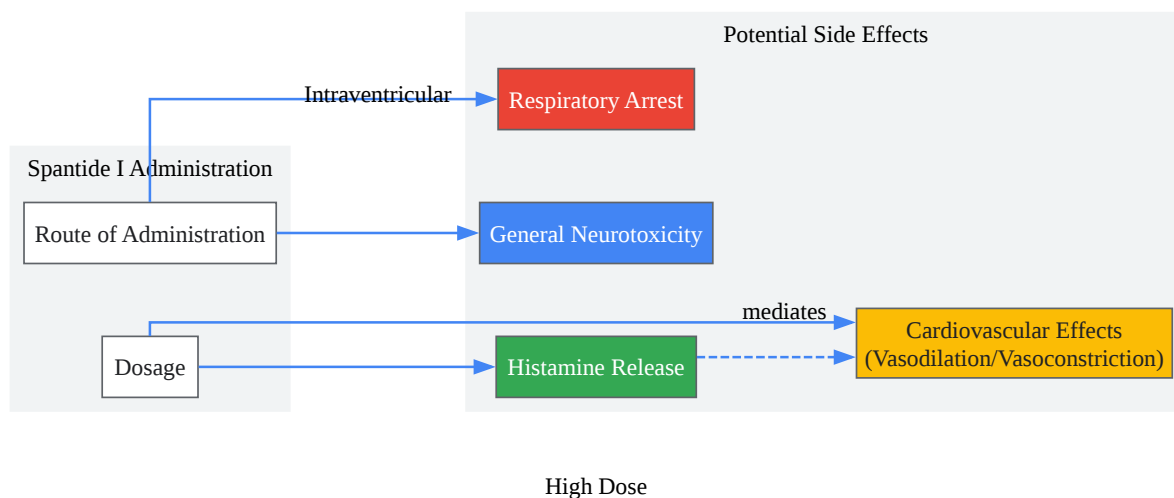 Potential Side Effects
Intraventricular
Respiratory Arrest
Spantide I Administration
Route of Administration
General Neurotoxicity
mediates
Cardiovascular Effects
(Vasodilation/Vasoconstriction)
Dosage
Histamine Release
High Dose